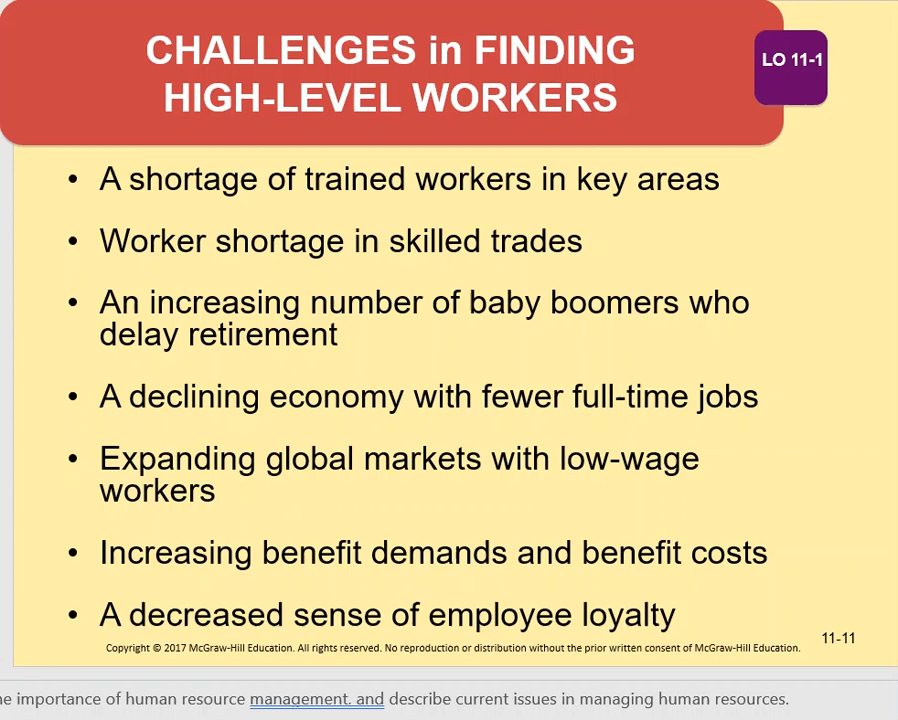 CHALLENGES in FINDING
HIGH-LEVEL WORKERS
LO 11-1
• A shortage of trained workers in key areas
• Worker shortage in skilled trades
• An increasing number of baby boomers who
delay retirement
• A declining economy with fewer full-time jobs
• Expanding global markets with low-wage
workers
• Increasing benefit demands and benefit costs
• A decreased sense of employee loyalty
11-11
Copyright © 2017 McGraw-Hill Education. All rights reserved. No reproduction or distribution without the prior written consent of McGraw-Hill Education.
importance of human resource management. and describe current issues in managing human resources.